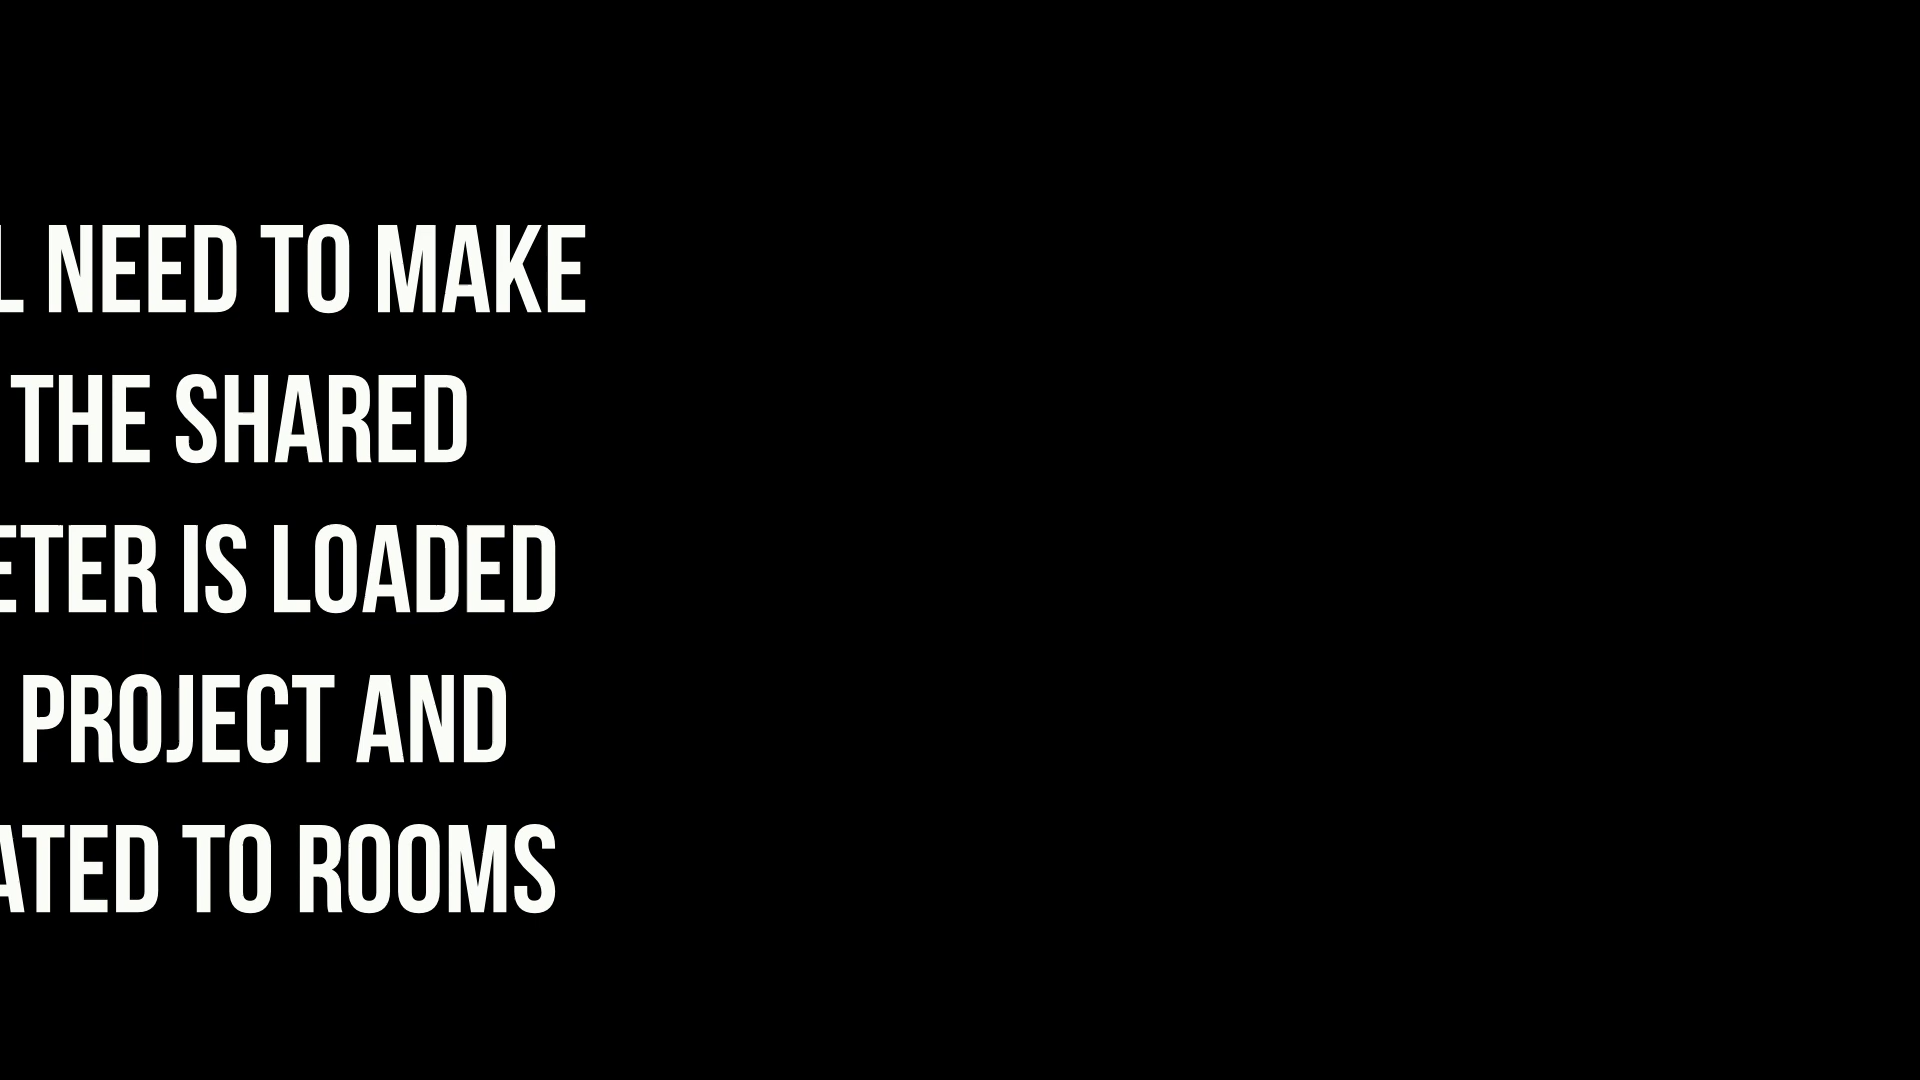 L NEED TO MAKE
THE SHARED
ETER IS LOADED
PROJECT AND
ATED TO ROOMS